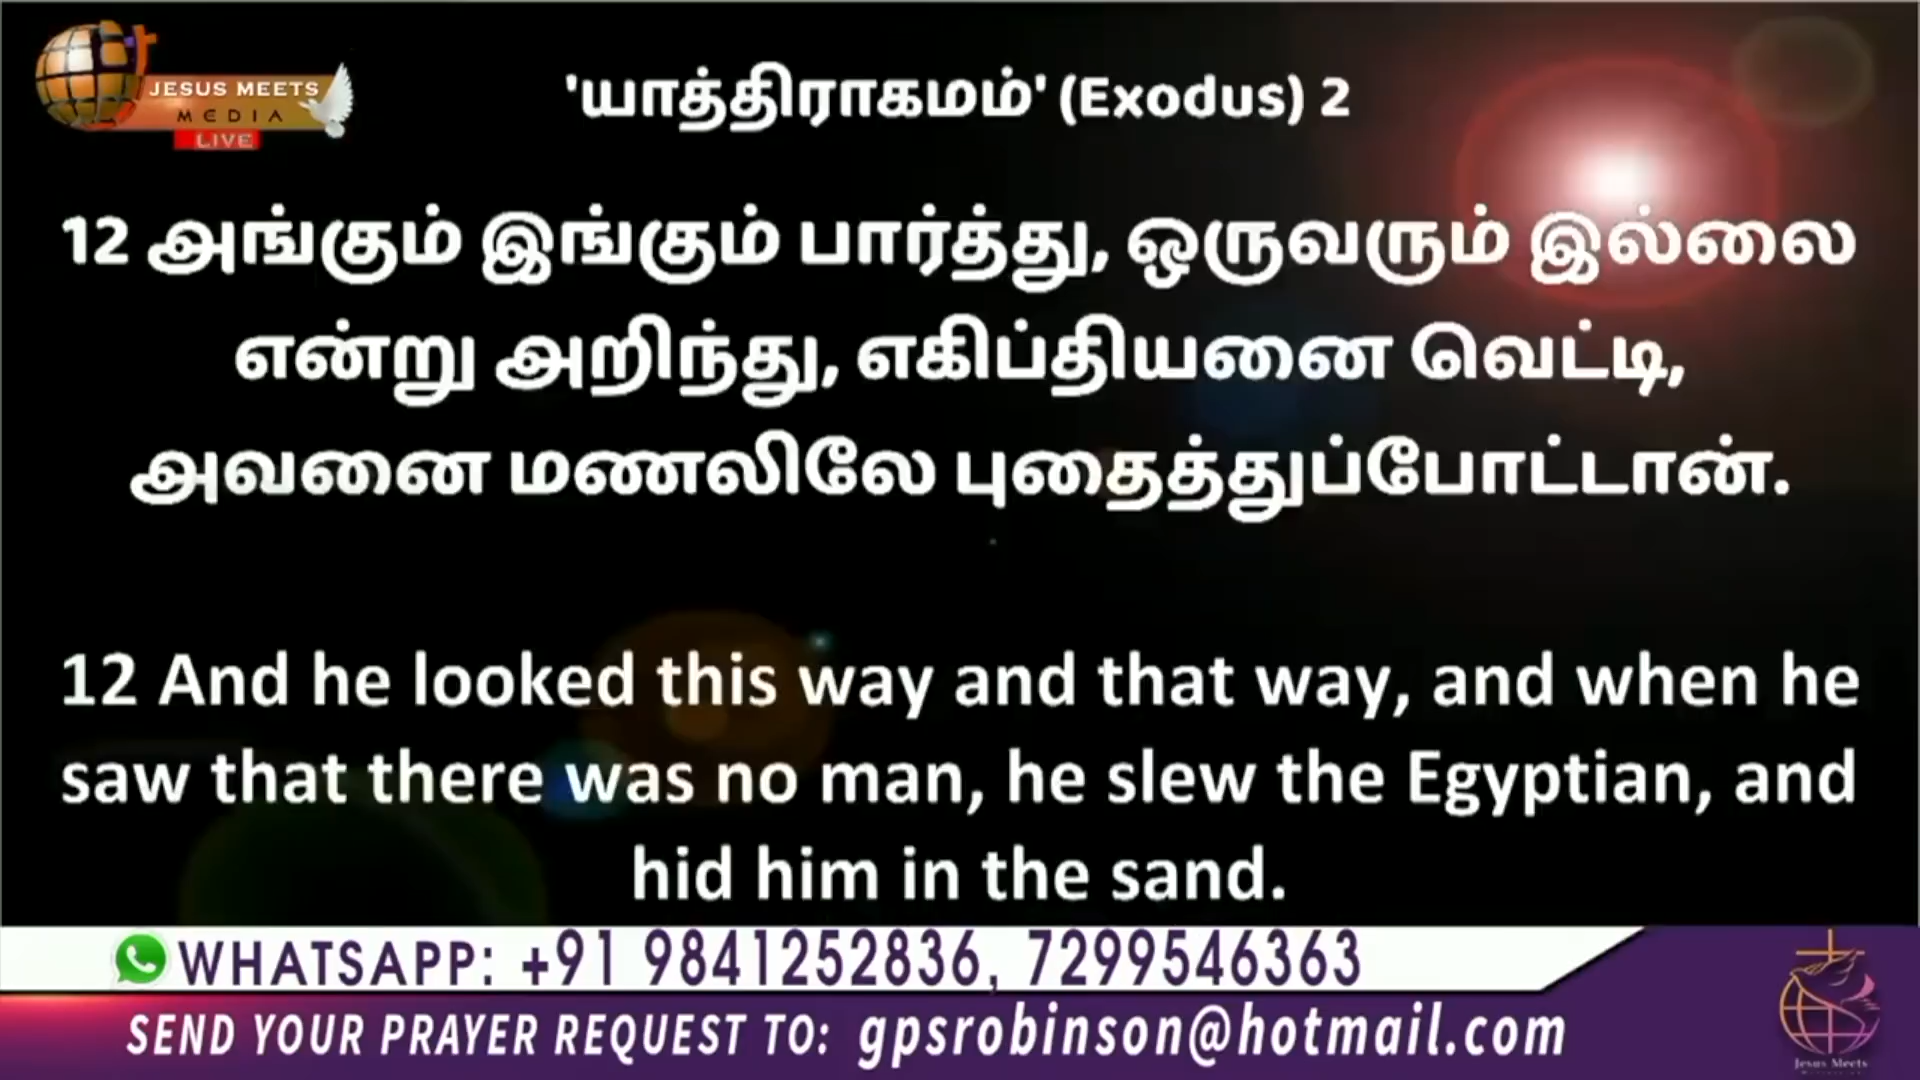 JESUS MEETS
MEDIA
LIVE
'யாத்திராகமம்' (Exodus) 2
12 அங்கும் இங்கும் பார்த்து, ஒருவரும் இல்லை
என்று அறிந்து, எகிப்தியனை வெட்டி,
அவனை மணலிலே புதைத்துப்போட்டான்.
12 And he looked this way and that way, and when he
saw that there was no man, he slew the Egyptian, and
hid him in the sand.
WHATSAPP: +91 9841252836, 7299546363
SEND YOUR PRAYER REQUEST TO: gpsrobinson@hotmail.com
Jesus Meets